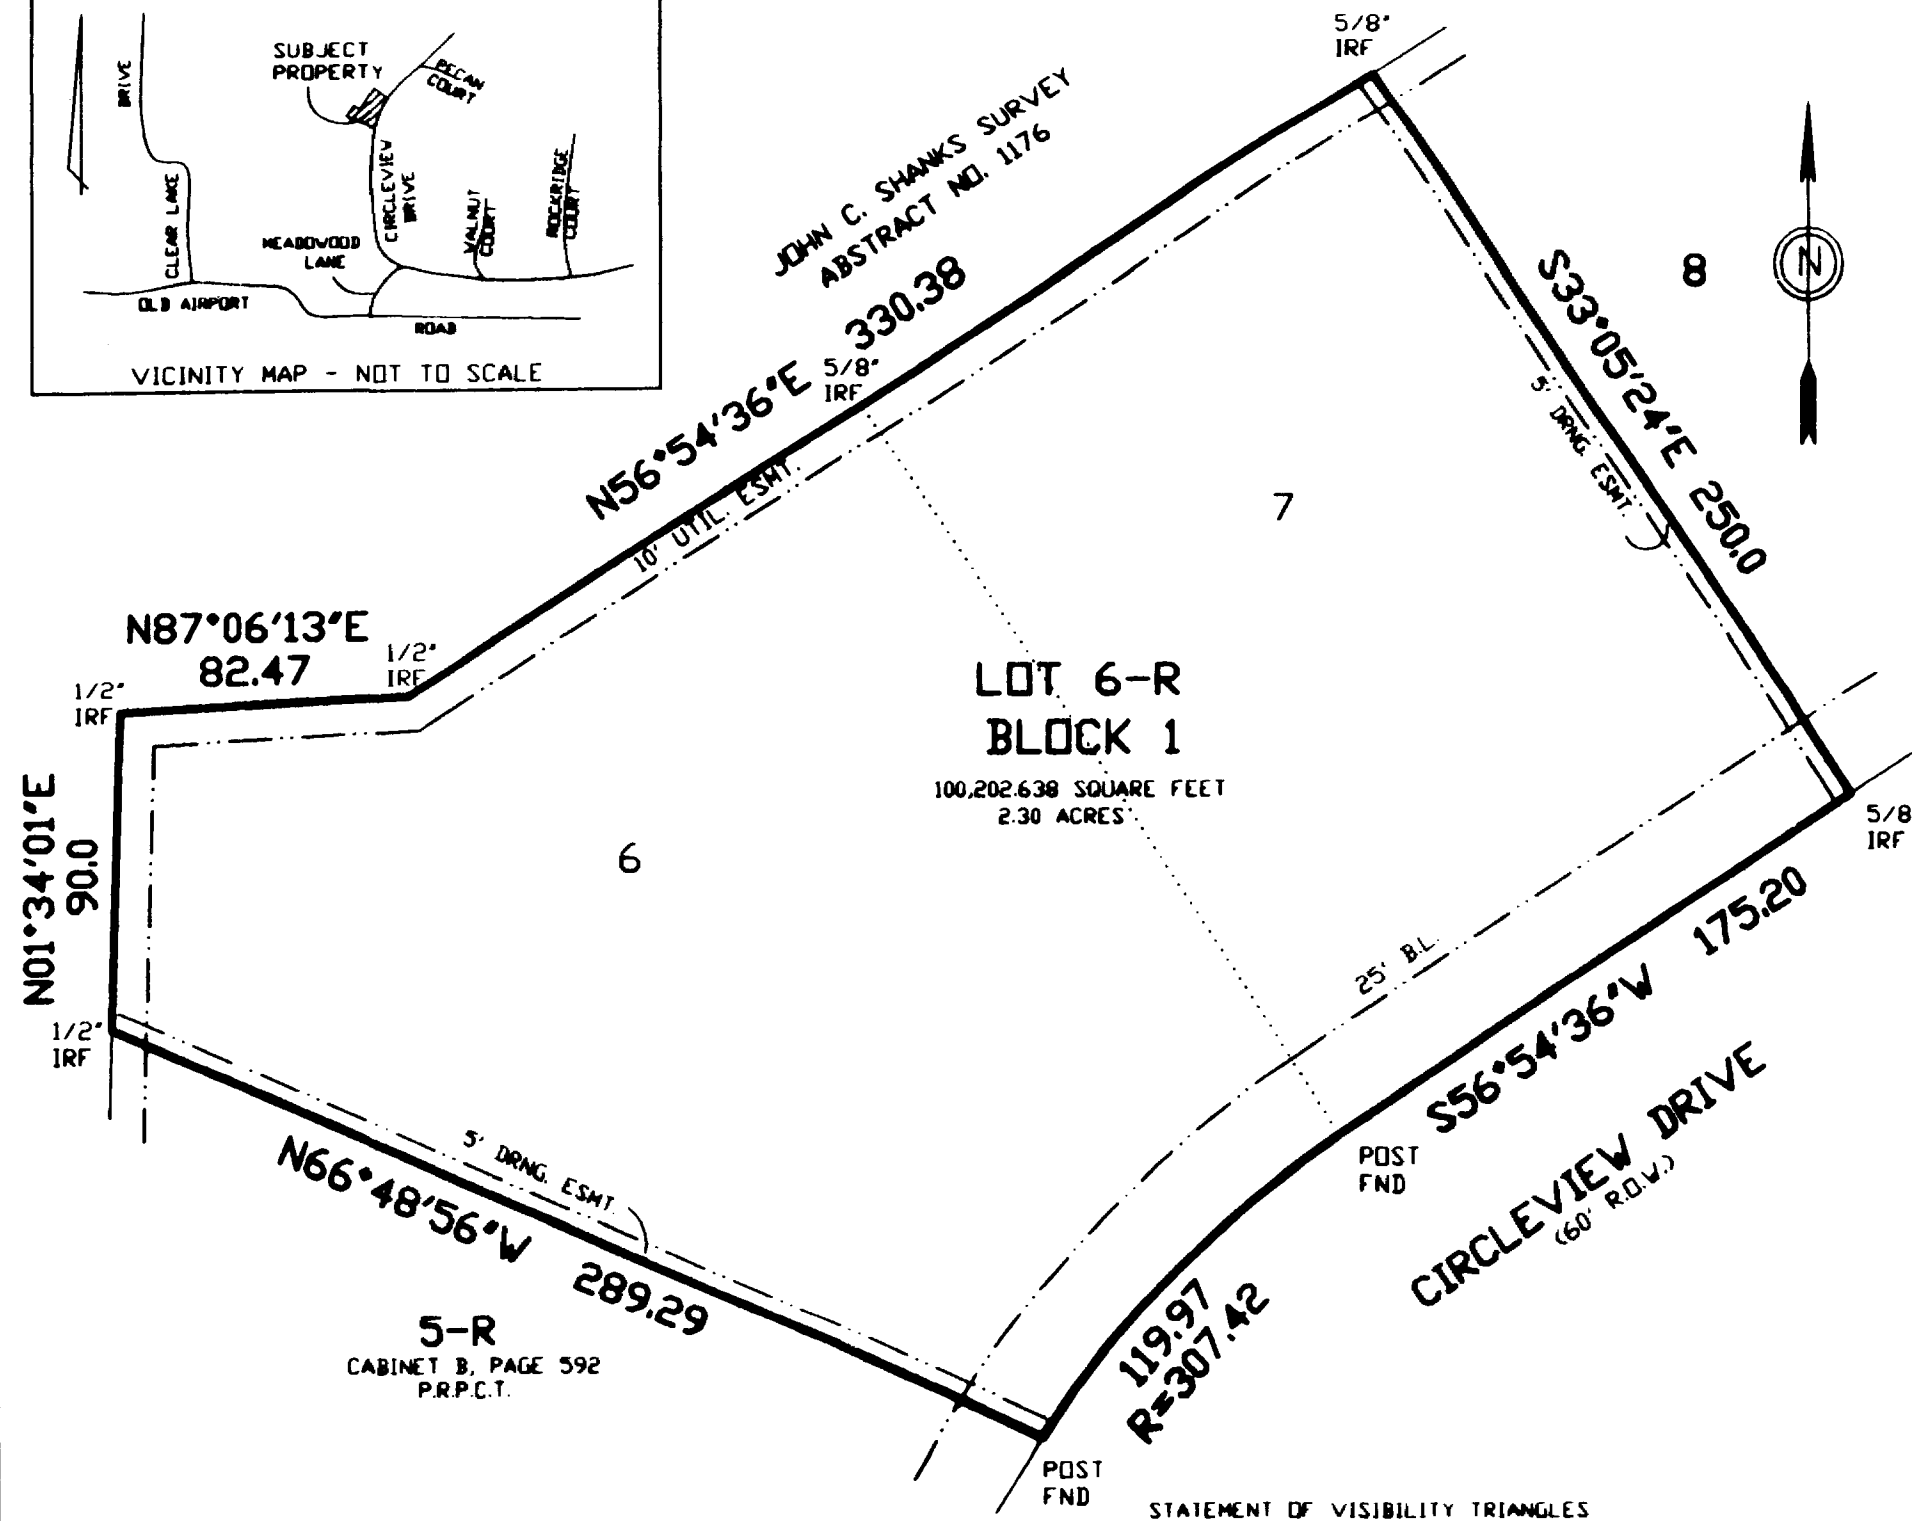 SUBJECT
PROPERTY
PECAN
COURT
DRIVE
CLEAR LAKE
CIRCLEVIEW
DRIVE
WALNUT
COURT
ROCKRIDGE
COURT
MEADOWOOD
LANE
OLD AIRPORT
ROAD
VICINITY MAP - NOT TO SCALE
5/8"
IRF
JOHN C. SHANKS SURVEY
ABSTRACT NO. 1176
N
8
N56°54'36"E 330.38
5/8"
IRF
S33°05'24"E 250.0
5' DRNG. ESMT.
10' UTIL. ESMT.
7
N87°06'13"E
82.47
1/2"
IRF
1/2"
IRF
LOT 6-R
BLOCK 1
100,202.638 SQUARE FEET
2.30 ACRES
N01°34'01"E
90.0
6
5/8
IRF
25' B.L.
S56°54'36"W 175.20
1/2"
IRF
CIRCLEVIEW DRIVE
(60' R.O.W.)
POST
FND
N66°48'56"W 289.29
5' DRNG. ESMT.
119.97
R=307.42
5-R
CABINET B, PAGE 592
P.R.P.C.T.
POST
FND
STATEMENT OF VISIBILITY TRIANGLES